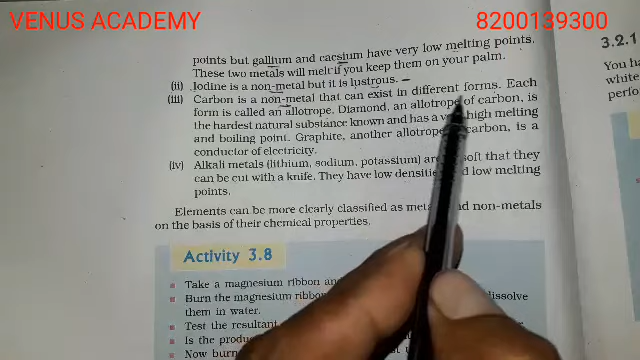 VENUS ACADEMY 8200139300
points but gallium and caesium have very low melting points.
These two metals will melt if you keep them on your palm.
(ii) Iodine is a non-metal but it is lustrous.
(iii) Carbon is a non-metal that can exist in different forms. Each
form is called an allotrope. Diamond, an allotrope of carbon, is
the hardest natural substance known and has a very high melting
and boiling point. Graphite, another allotrope carbon, is a
conductor of electricity.
(iv) Alkali metals (lithium, sodium, potassium) are soft that they
can be cut with a knife. They have low densities and low melting
points.
Elements can be more clearly classified as and non-metals
on the basis of their chemical properties.
Activity 3.8
Take a magnesium ribbon
Burn the magnesium ribbon dissolve
them in water.
Test the resultant
Is the
Now burn
3.2.1
You
white